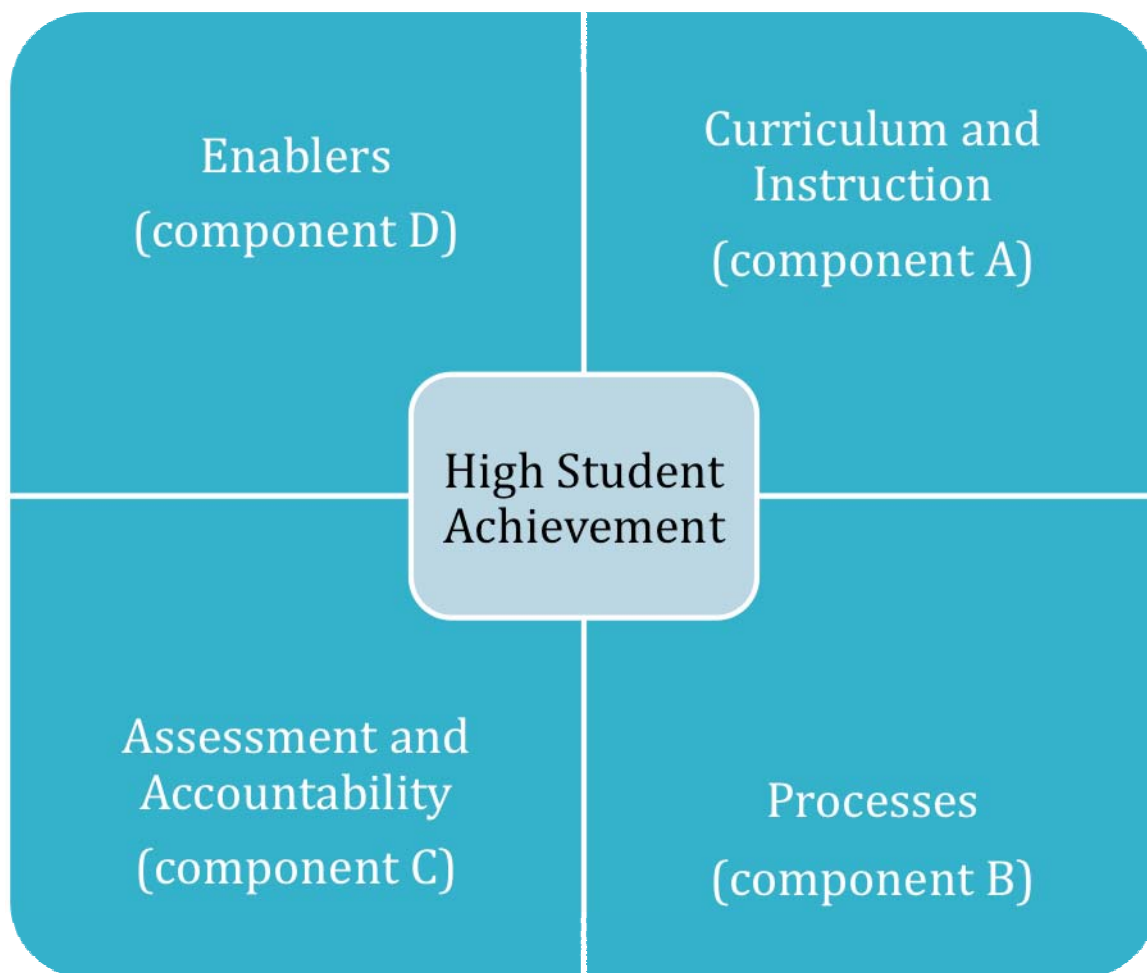 Enablers
(component D)
Curriculum and
Instruction
(component A)
High Student
Achievement
Assessment and
Accountability
(component C)
Processes
(component B)